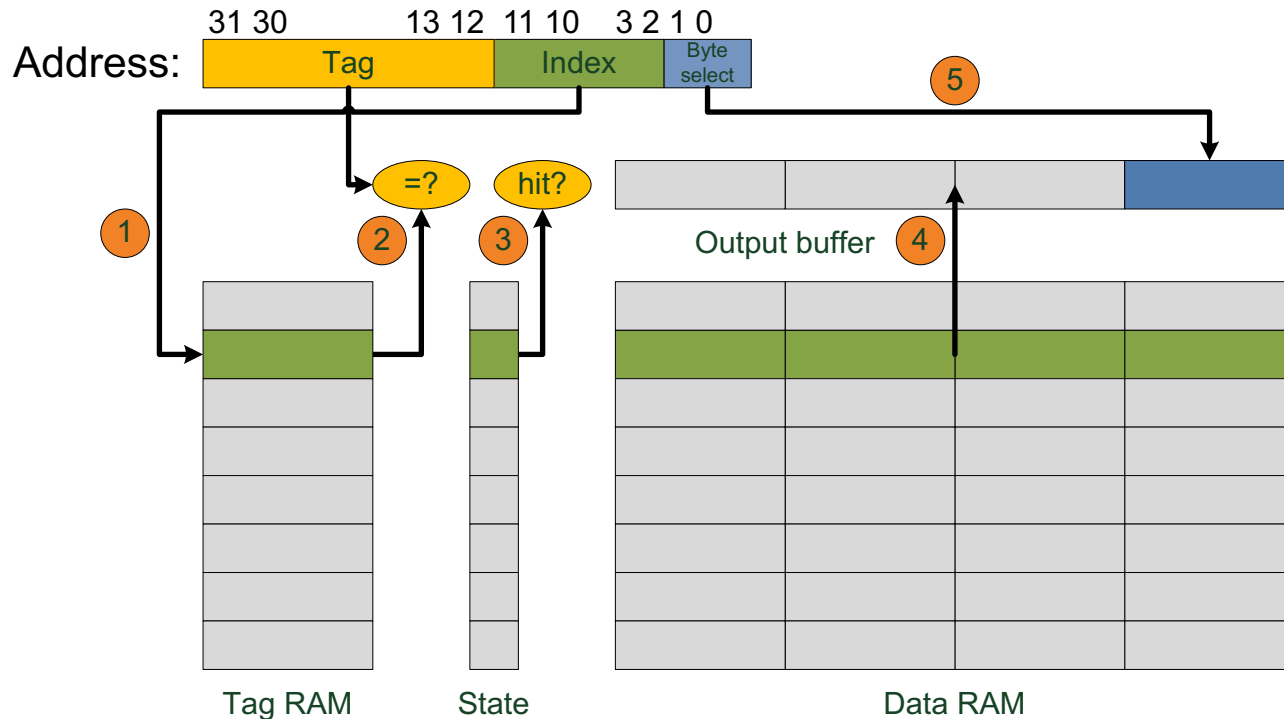 31 30 13 12 11 10 3 2 1 0
Address:
Tag
Index
Byte
select
5
=?
hit?
1
2
3
Output buffer
4
Tag RAM
State
Data RAM